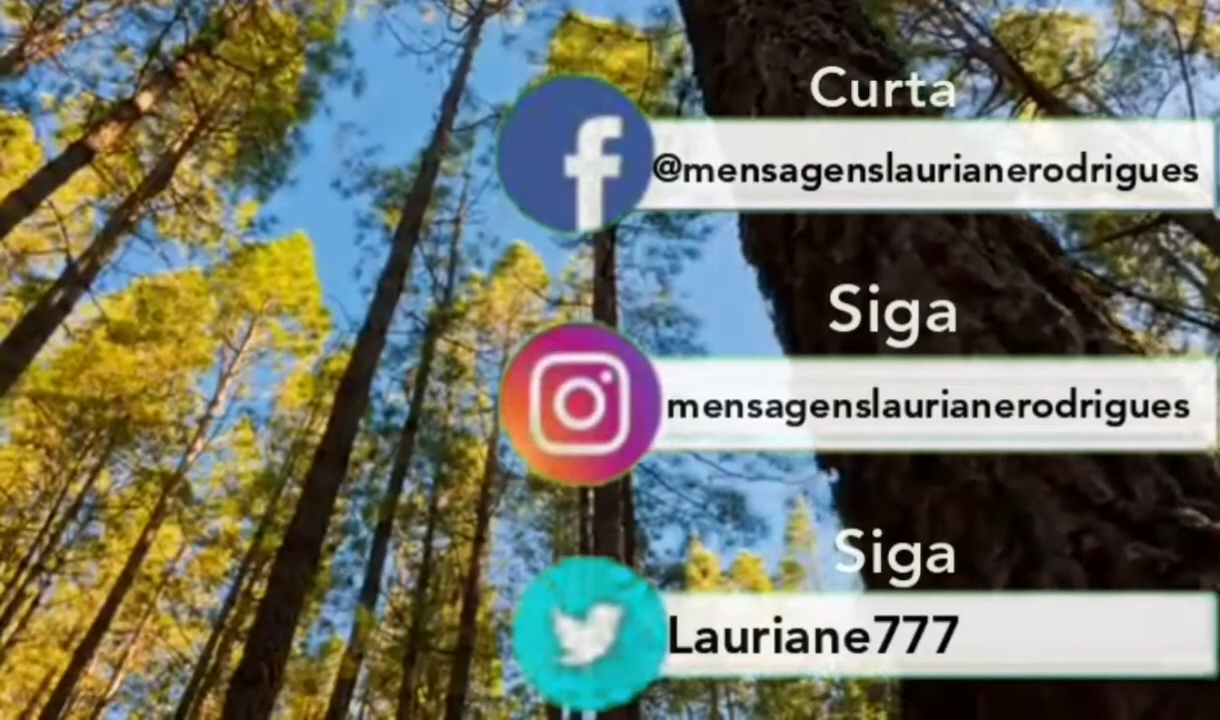 Curta
@mensagenslaurianerodrigues
Siga
mensagenslaurianerodrigues
Siga
Lauriane777